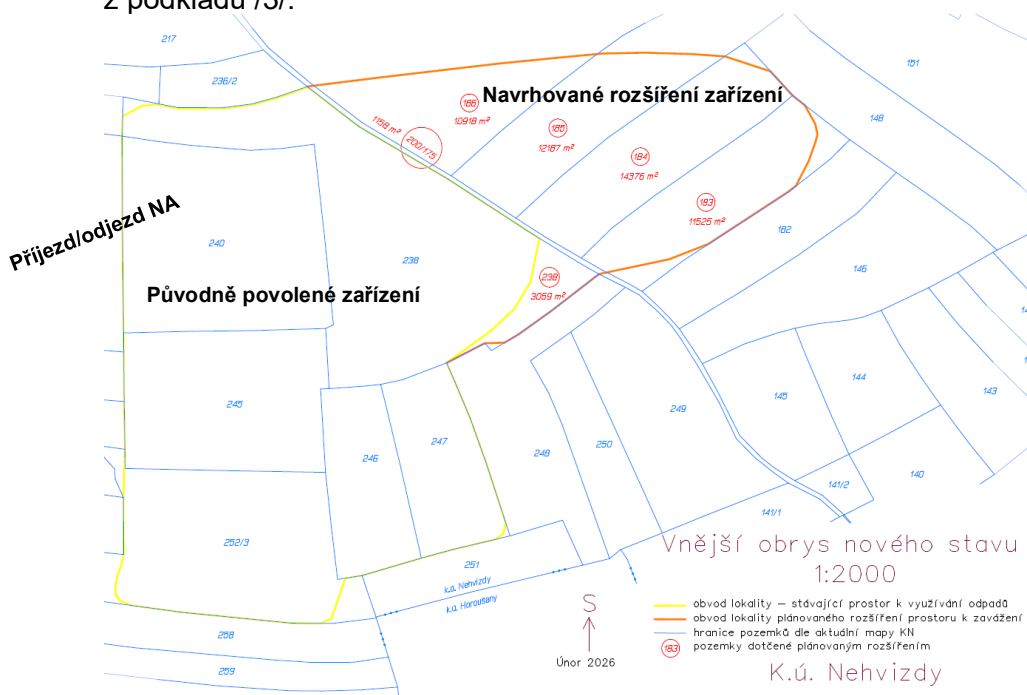 z podkladu /5/.
217
236/2
151
186
10918 m²
Navrhované rozšíření zařízení
185
12187 m²
148
1158 m²
200/175
184
14376 m²
183
11525 m²
182
Příjezd/odjezd NA
240
238
146
238
3059 m²
Původně povolené zařízení
245
249
145
144
143
246
247
248
250
141/2
140
141/1
252/3
251
k.ú. Nehvizdy
k.ú. Horoušany
258
259
S
Únor 2026
Vnější obrys nového stavu
1:2000
obvod lokality – stávající prostor k využívání odpadů
obvod lokality plánovaného rozšíření prostoru k zavážení
hranice pozemků dle aktuální mapy KN
183 pozemky dotčené plánovaným rozšířením
K.ú. Nehvizdy